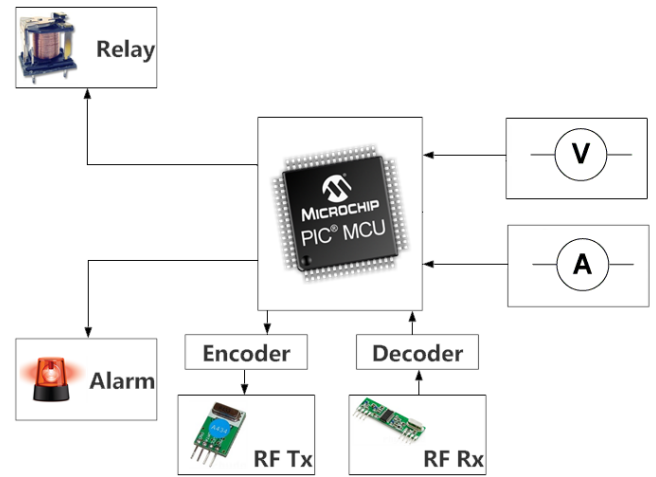 Relay
V
MICROCHIP
PIC® MCU
A
Encoder
Decoder
Alarm
RF Tx
RF Rx